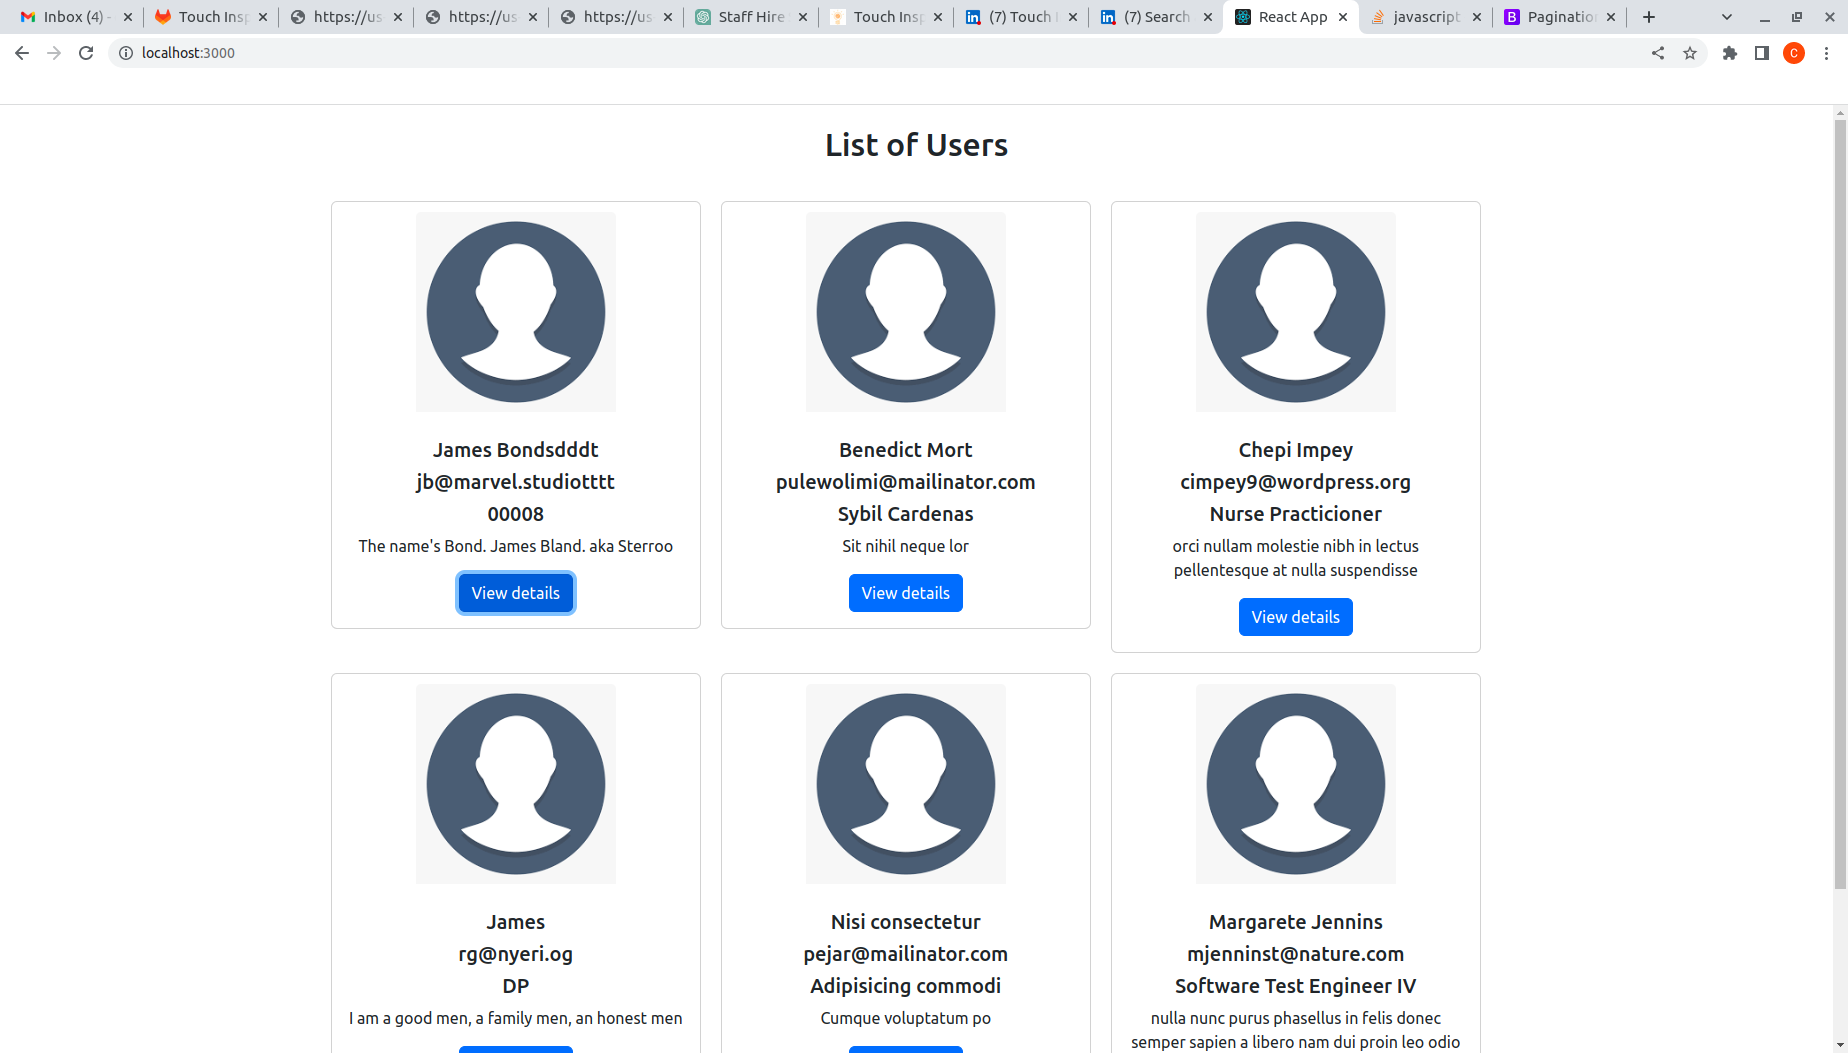 Inbox (4) -
Touch Insp
https://us
https://us
https://us
Staff Hire
Touch Insp
(7) Touch
(7) Search
React App
javascript
Paginatio
localhost:3000
C
List of Users
James Bondsdddt
jb@marvel.studiotttt
00008
The name's Bond. James Bland. aka Sterroo
View details
Benedict Mort
pulewolimi@mailinator.com
Sybil Cardenas
Sit nihil neque lor
View details
Chepi Impey
cimpey9@wordpress.org
Nurse Practicioner
orci nullam molestie nibh in lectus
pellentesque at nulla suspendisse
View details
James
rg@nyeri.og
DP
I am a good men, a family men, an honest men
Nisi consectetur
pejar@mailinator.com
Adipisicing commodi
Cumque voluptatum po
Margarete Jennins
mjenninst@nature.com
Software Test Engineer IV
nulla nunc purus phasellus in felis donec
semper sapien a libero nam dui proin leo odio